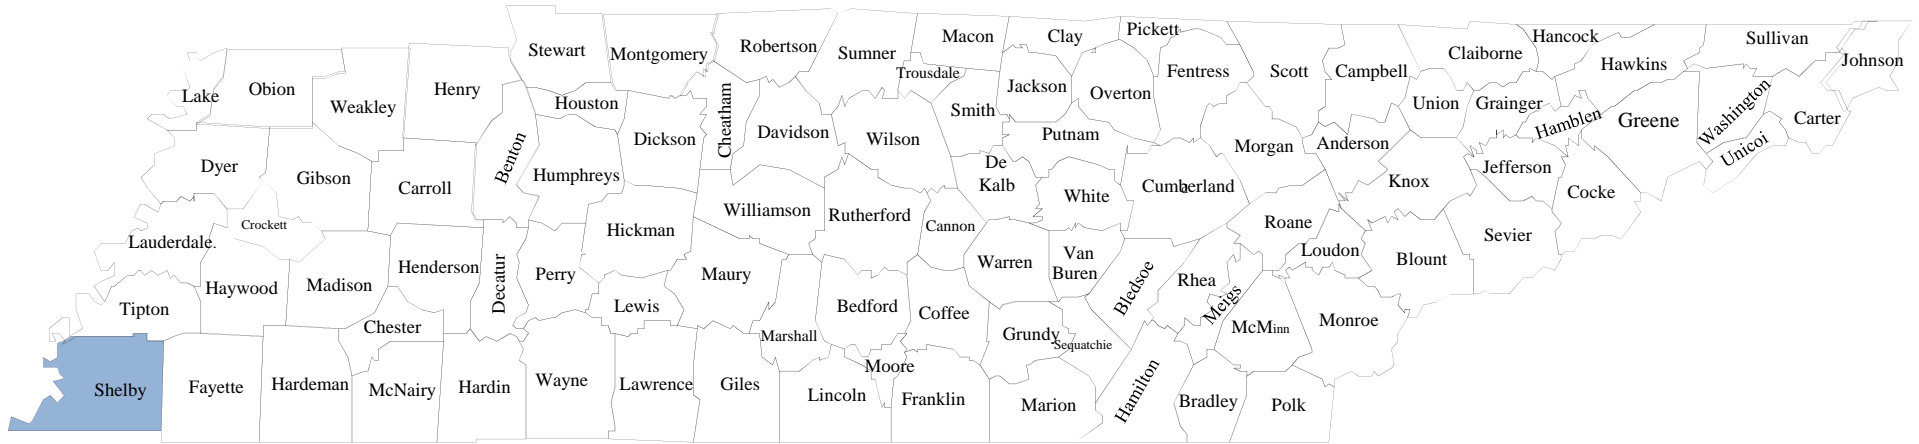 Stewart
Montgomery
Robertson
Sumner
Macon
Clay
Pickett
Hancock
Sullivan
Johnson
Lake
Obion
Weakley
Henry
Houston
Trousdale
Jackson
Overton
Fentress
Scott
Campbell
Claiborne
Hawkins
Union
Grainger
Hamblen
Greene
Washington
Unicoi
Carter
Dyer
Gibson
Carroll
Benton
Humphreys
Dickson
Cheatham
Davidson
Wilson
Smith
Putnam
De
Kalb
White
Cumberland
a
Morgan
Anderson
Knox
Jefferson
Cocke
Crockett
Lauderdale.
Haywood
Madison
Henderson
Decatur
Perry
Hickman
Williamson
Rutherford
Cannon
Warren
Van
Buren
Bledsoe
Rhea
Meigs
Roane
Loudon
Blount
Sevier
Tipton
Chester
Lewis
Maury
Marshall
Bedford
Coffee
Grundy
Sequatchie
McMinn
Monroe
Shelby
Fayette
Hardeman
McNairy
Hardin
Wayne
Lawrence
Giles
Lincoln
Moore
Franklin
Marion
Hamilton
Bradley
Polk